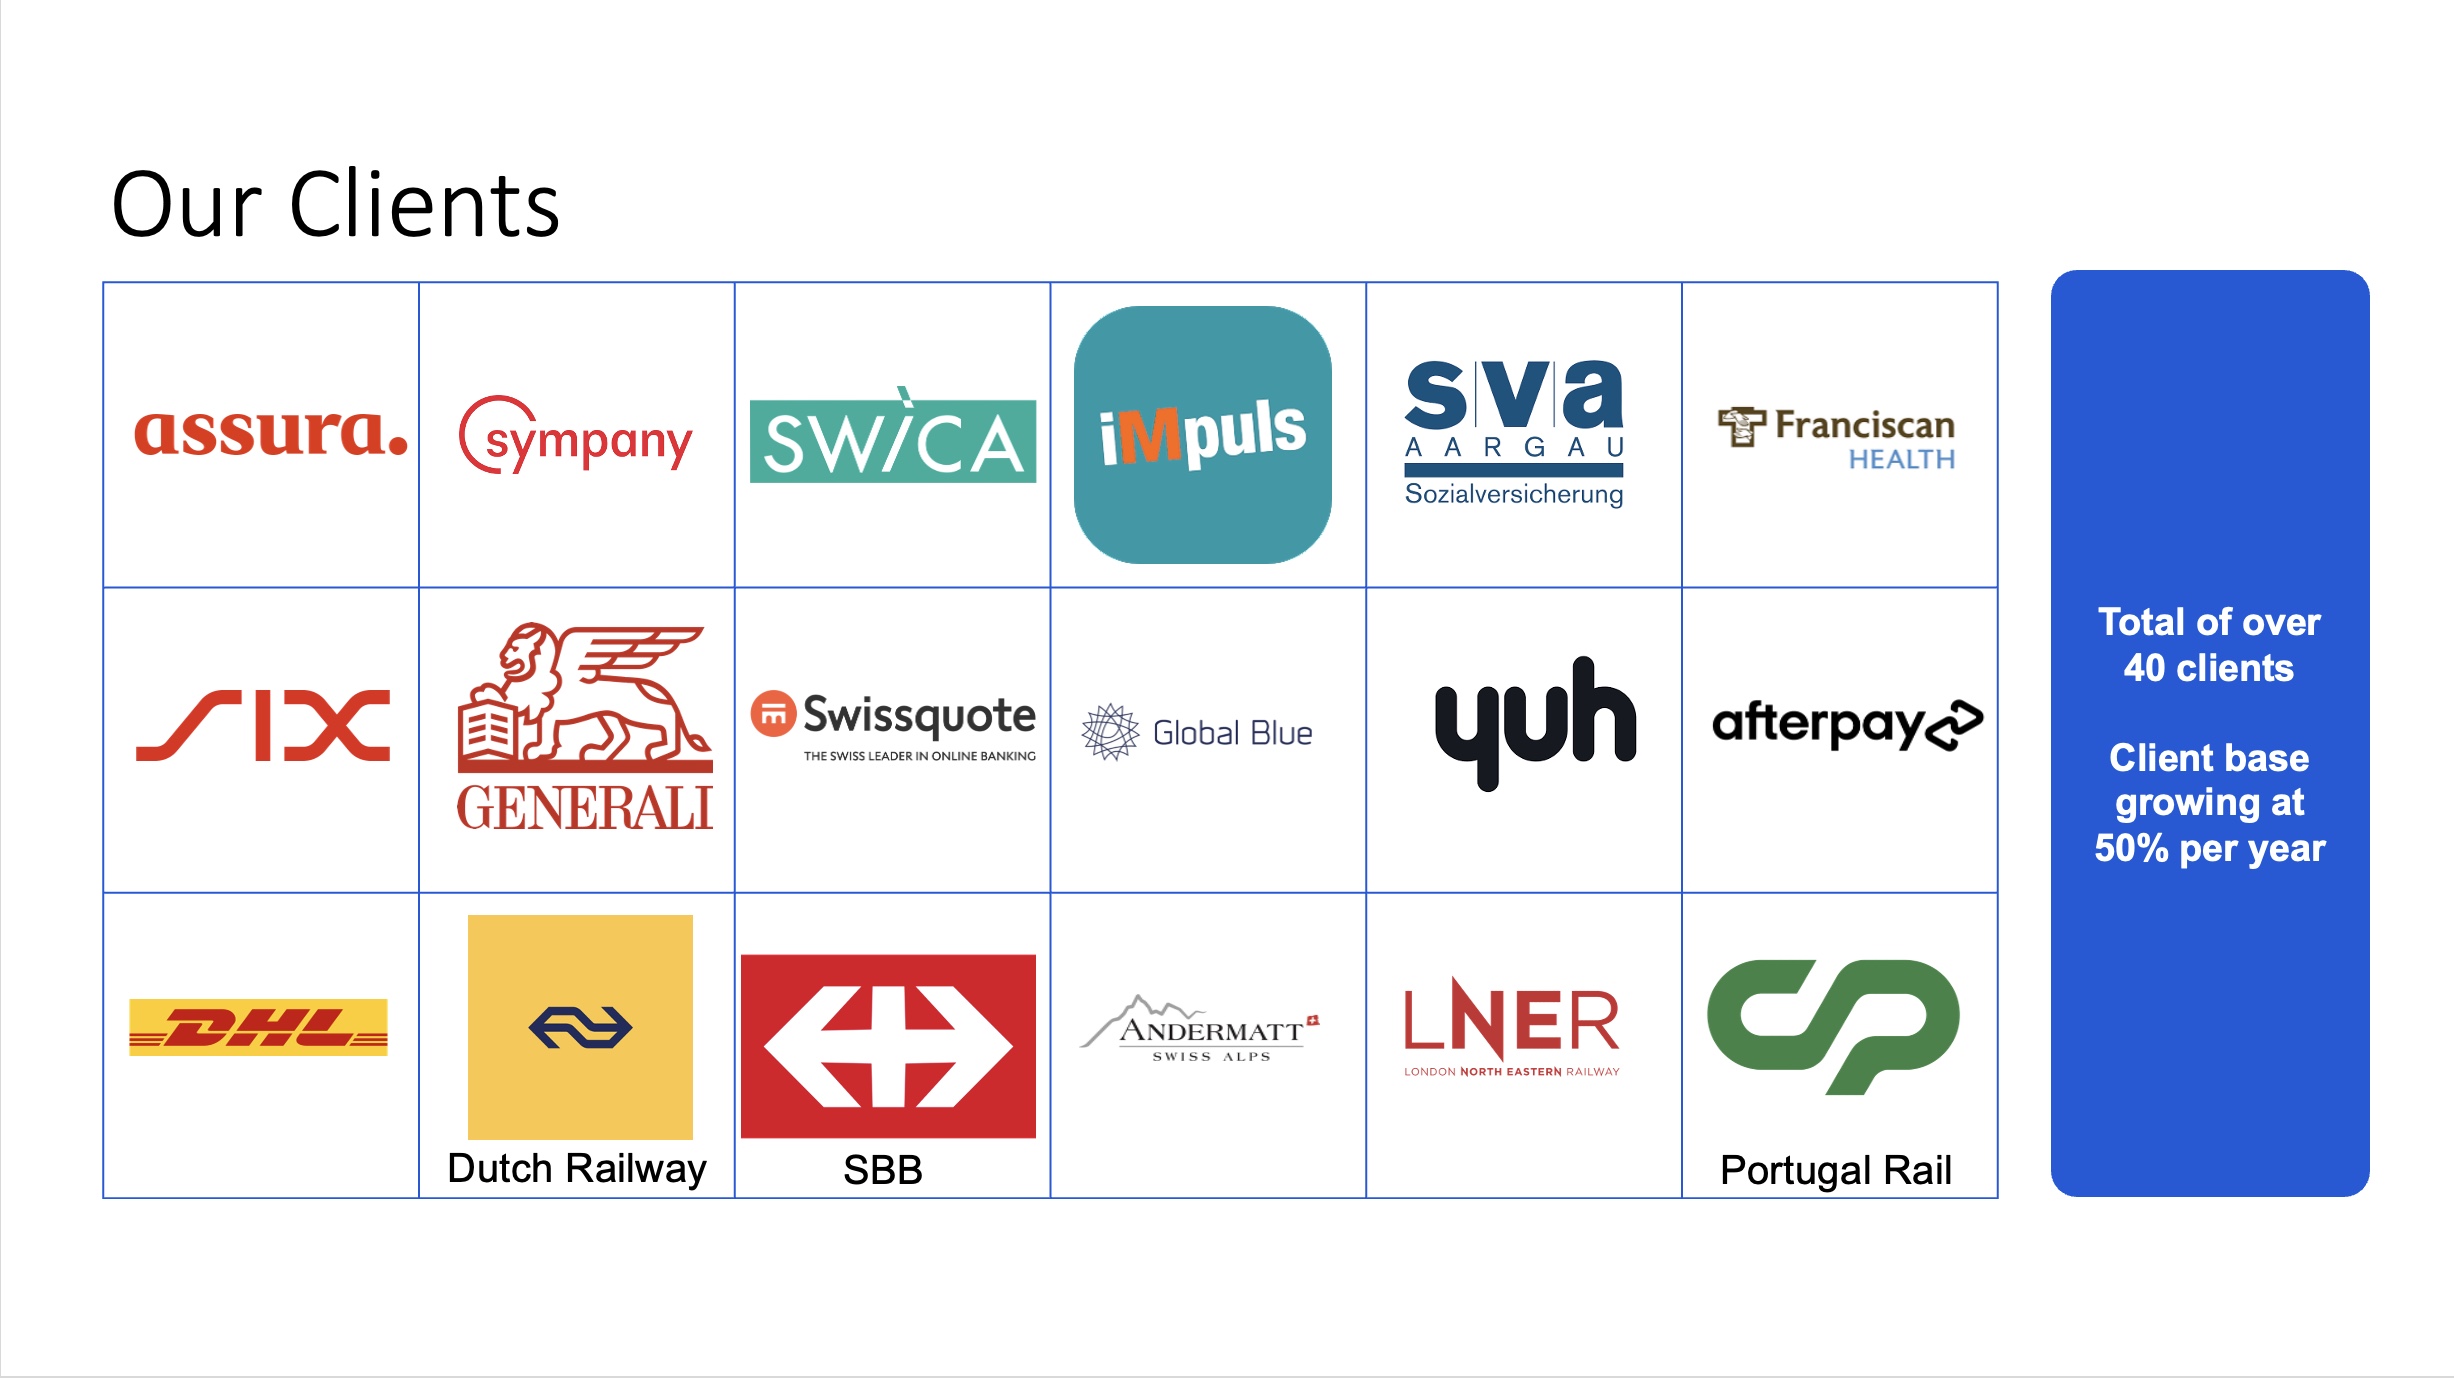 Our Clients
assura.
sympany
SWICA
iMpuls
sva
AARGAU
Sozialversicherung
Franciscan
HEALTH
SIX
GENERALI
Swissquote
THE SWISS LEADER IN ONLINE BANKING
Global Blue
yuh
afterpay
DHL
Dutch Railway
SBB
ANDERMATT
SWISS ALPS
LNER
LONDON NORTH EASTERN RAILWAY
CP
Portugal Rail
Total of over
40 clients
Client base
growing at
50% per year